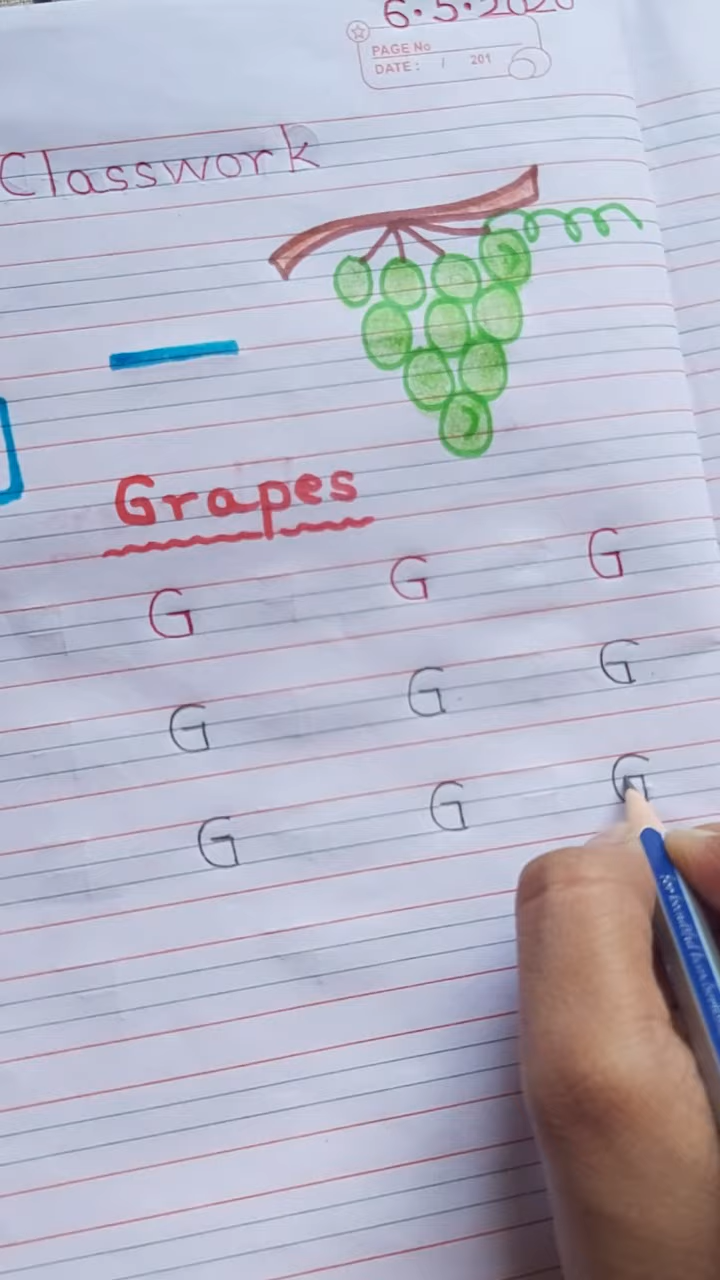 6.5.2020
PAGE No
DATE : / 201
Classwork
Grapes
G G G
G G G
G G G